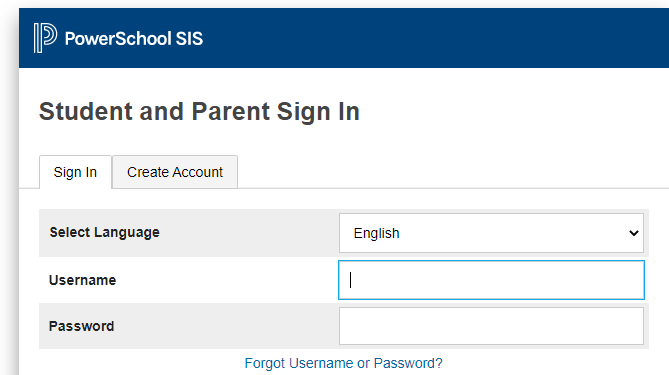 PowerSchool SIS
Student and Parent Sign In
Sign In Create Account
Select Language English
Username
Password
Forgot Username or Password?